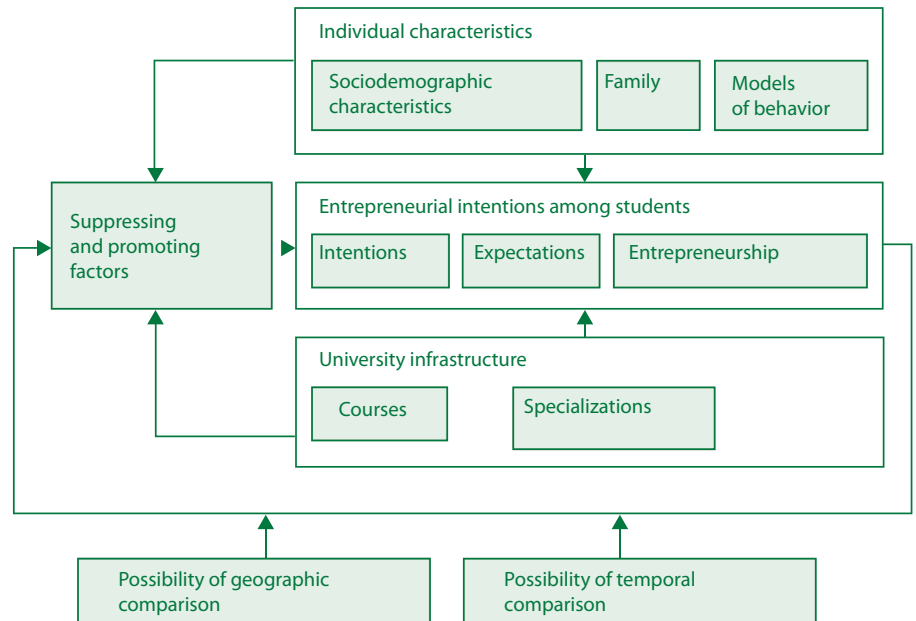 Individual characteristics
Sociodemographic
characteristics
Family
Models
of behavior
Suppressing
and promoting
factors
Entrepreneurial intentions among students
Intentions
Expectations
Entrepreneurship
University infrastructure
Courses
Specializations
Possibility of geographic
comparison
Possibility of temporal
comparison